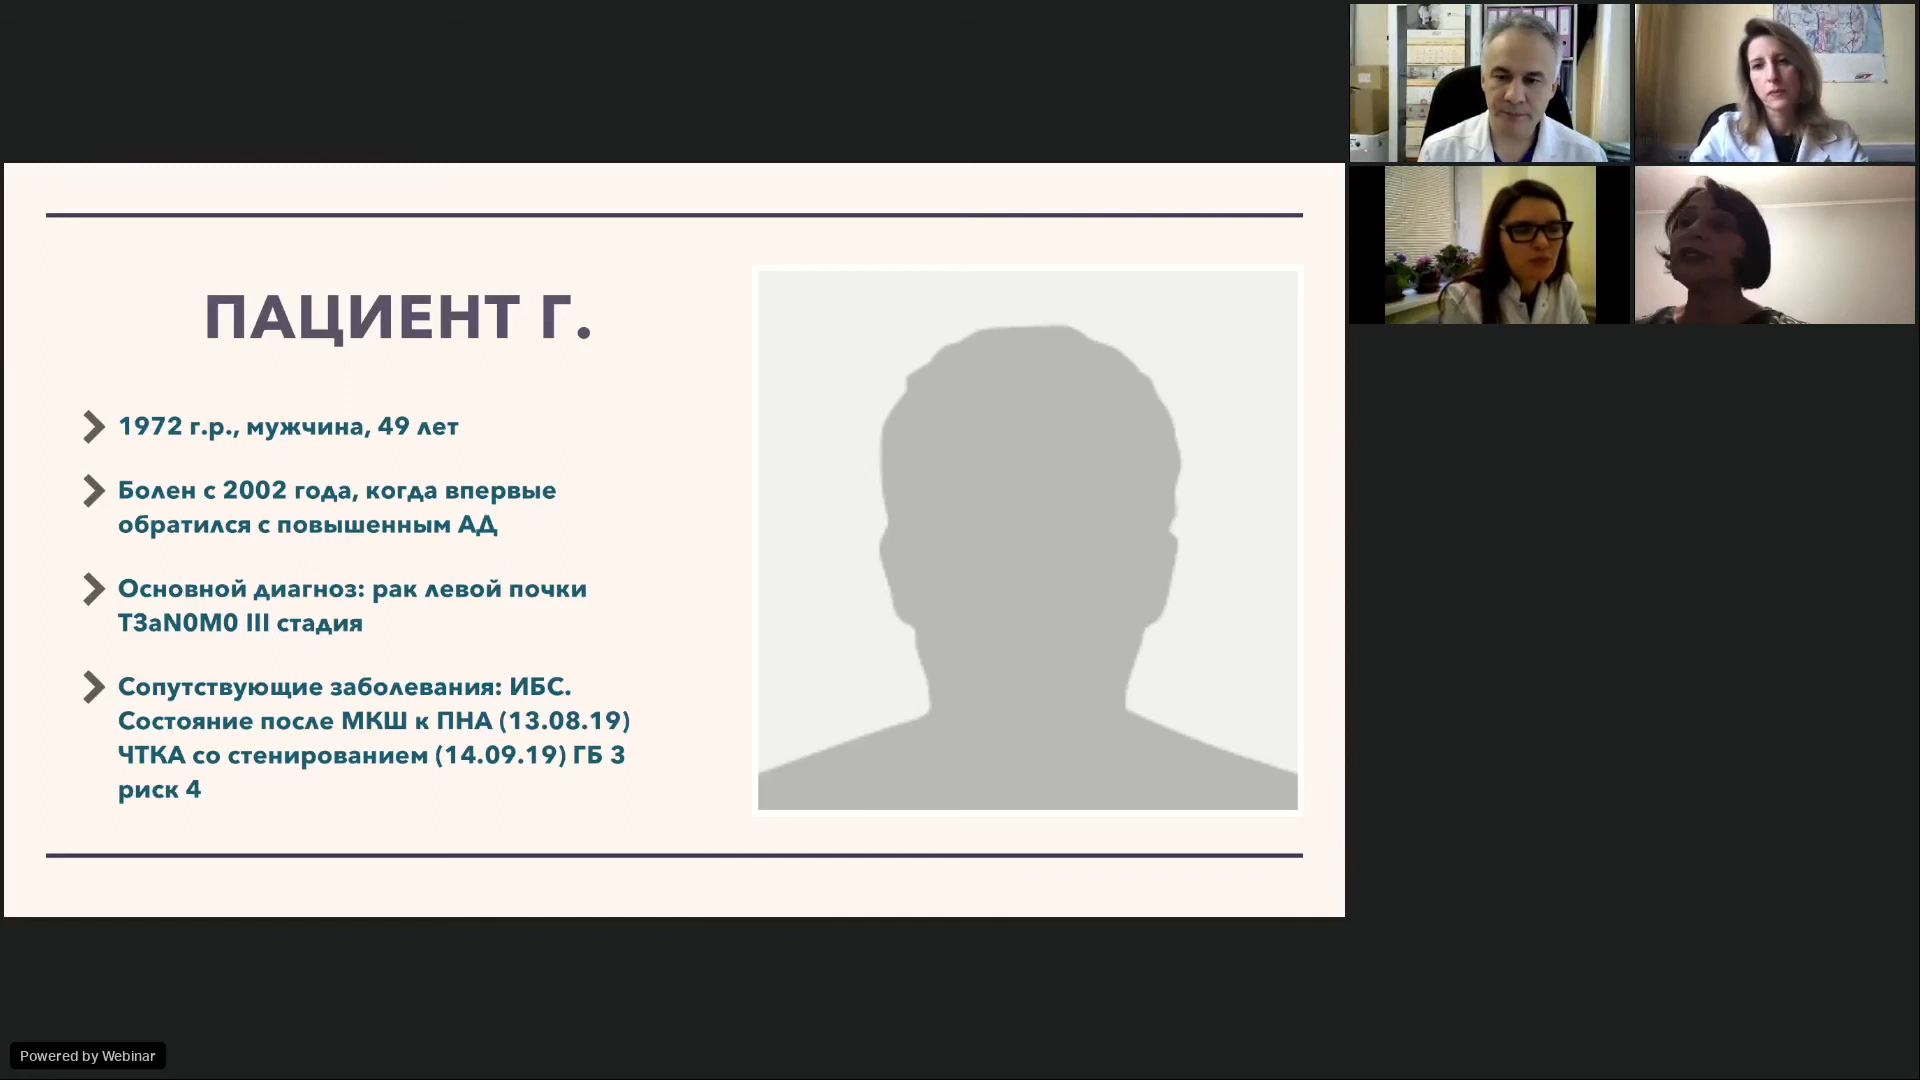 ПАЦИЕНТ Г.
1972 г.р., мужчина, 49 лет
Болен с 2002 года, когда впервые
обратился с повышенным АД
Основной диагноз: рак левой почки
T3aN0M0 III стадия
Сопутствующие заболевания: ИБС.
Состояние после МКШ к ПНА (13.08.19)
ЧТКА со стенированием (14.09.19) ГБ 3
риск 4
Powered by Webinar